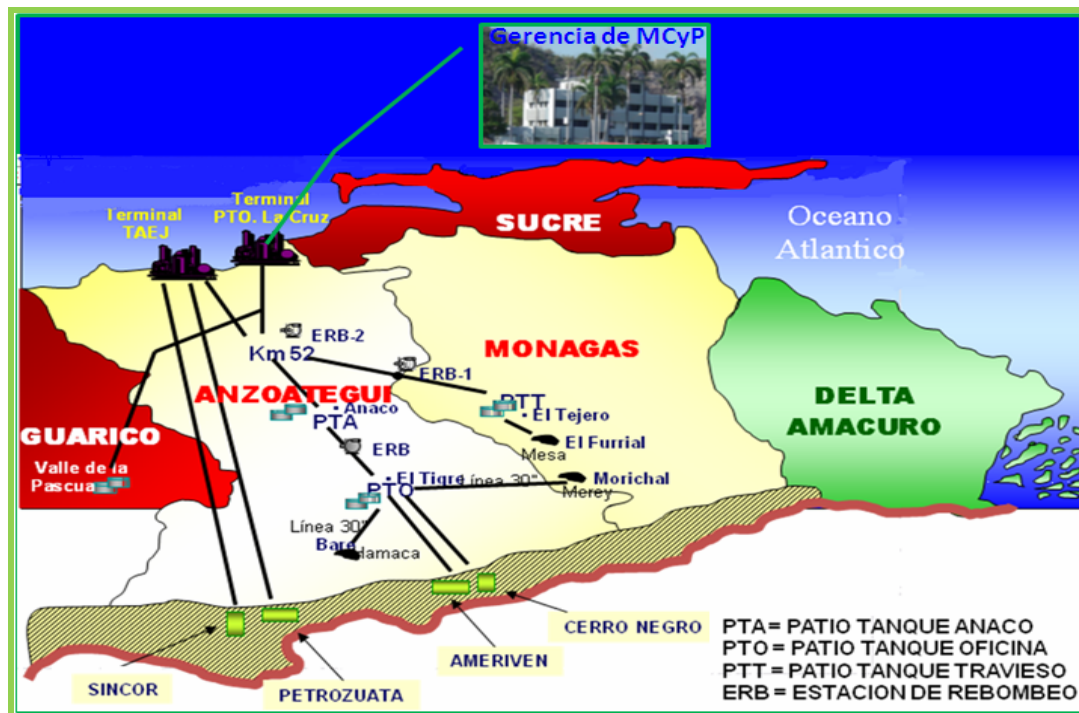 Gerencia de MCyP
Terminal
TAEJ
Terminal
PTO. La Cruz
SUCRE
Oceano
Atlantico
ERB-2
Km 52
MONAGAS
ERB-1
ANZOATEGUI
Anaco
PTA
PTT
El Tejero
DELTA
AMACURO
GUARICO
ERB
El Furrial
Mesa
Valle de la
Pascua
El Tigre
PTO
Línea 30"
Morichal
Merey
Línea 30"
Bare
CERRO NEGRO
AMERIVEN
SINCOR
PETROZUATA
PTA= PATIO TANQUE ANACO
PTO= PATIO TANQUE OFICINA
PTT = PATIO TANQUE TRAVIESO
ERB= ESTACION DE REBOMBEO